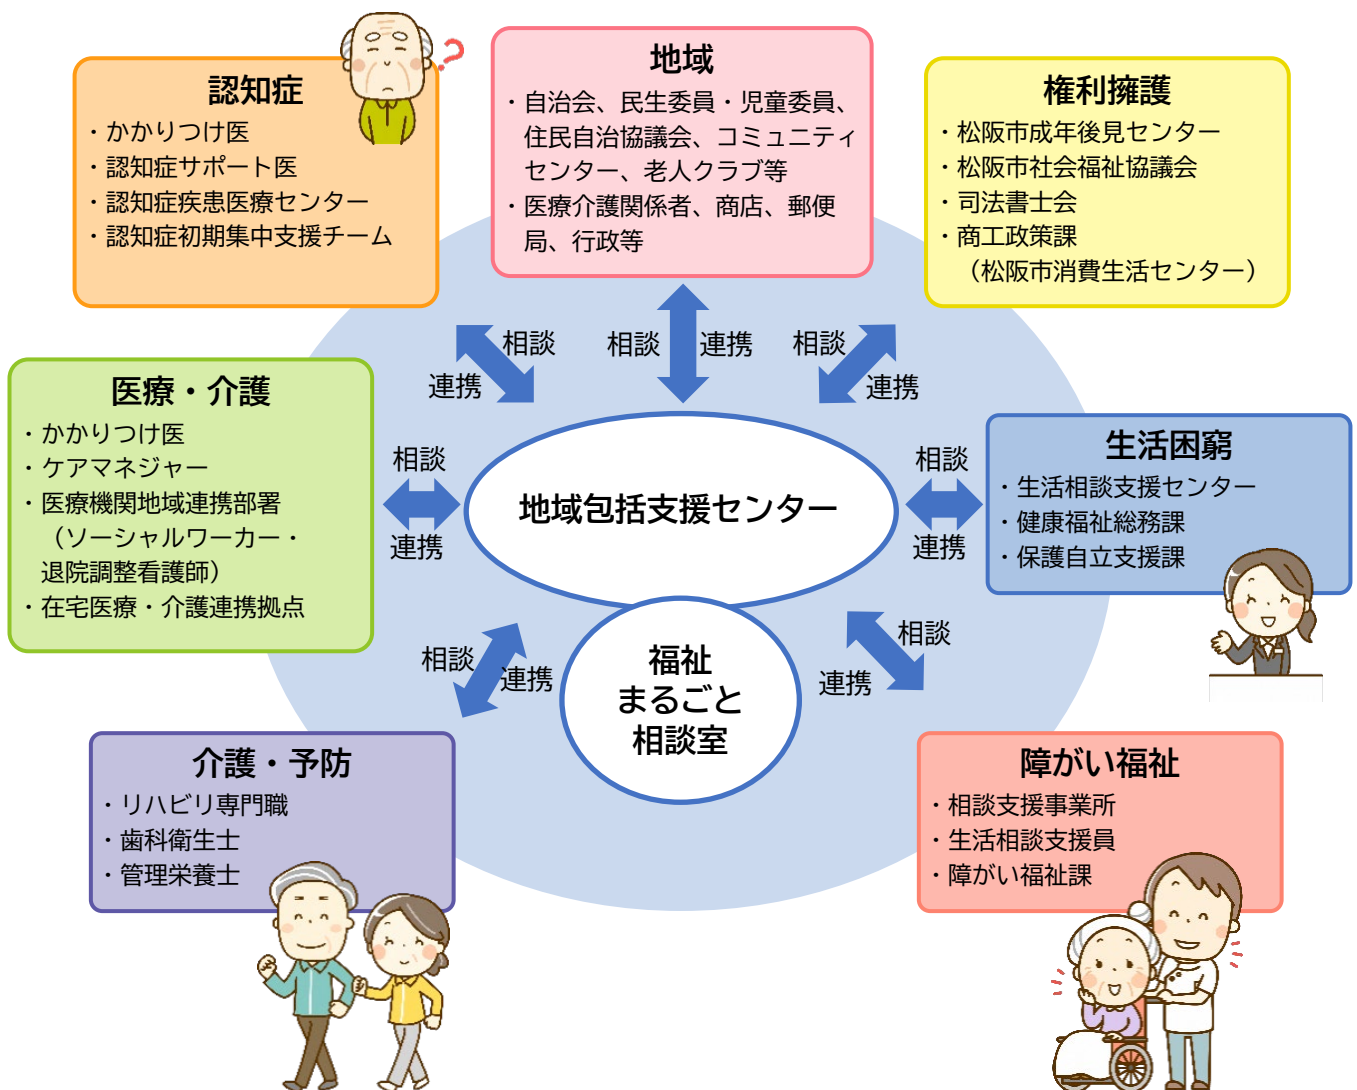 認知症
・かかりつけ医
・認知症サポート医
・認知症疾患医療センター
・認知症初期集中支援チーム
地域
・自治会、民生委員・児童委員、
住民自治協議会、コミュニティ
センター、老人クラブ等
・医療介護関係者、商店、郵便
局、行政等
権利擁護
・松阪市成年後見センター
・松阪市社会福祉協議会
・司法書士会
・商工政策課
（松阪市消費生活センター）
相談
連携
相談
連携
相談
連携
医療・介護
・かかりつけ医
・ケアマネジャー
・医療機関地域連携部署
（ソーシャルワーカー・
退院調整看護師）
・在宅医療・介護連携拠点
相談
連携
地域包括支援センター
相談
連携
生活困窮
・生活相談支援センター
・健康福祉総務課
・保護自立支援課
相談
連携
福祉
まるごと
相談室
相談
連携
介護・予防
・リハビリ専門職
・歯科衛生士
・管理栄養士
障がい福祉
・相談支援事業所
・生活相談支援員
・障がい福祉課